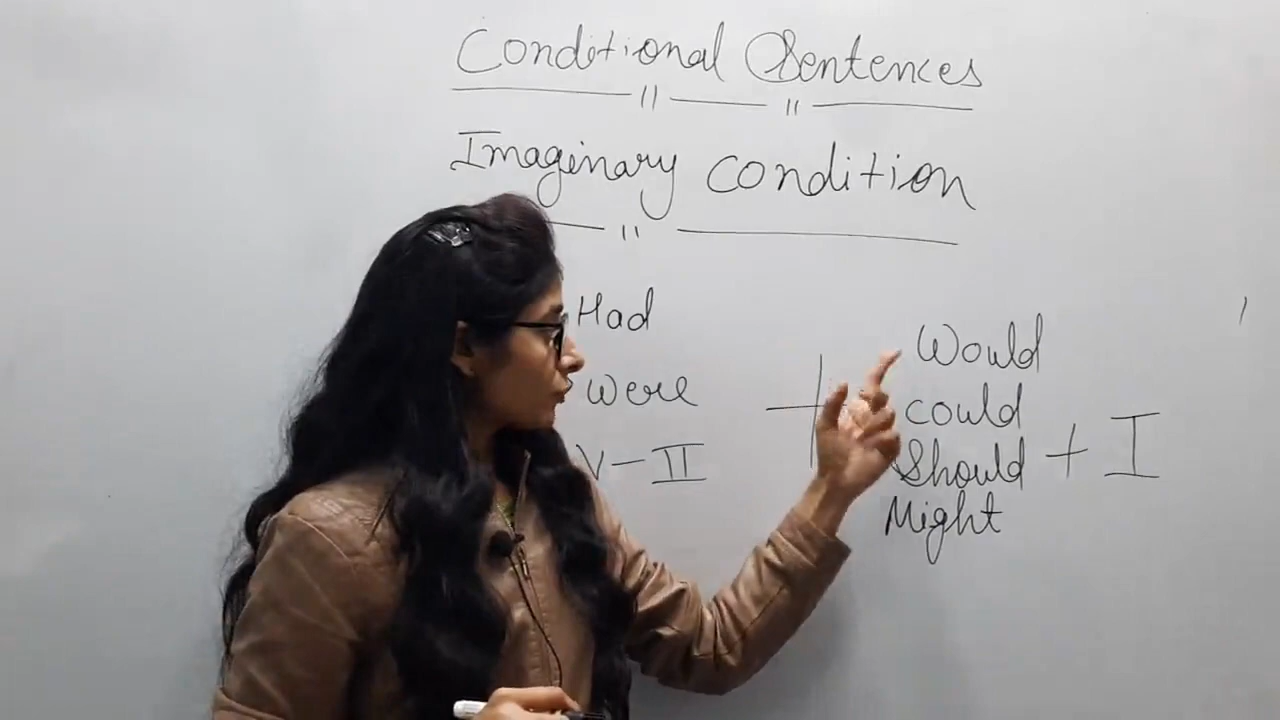 Conditional Sentences
Imaginary condition
Had
Were
V-II
+
Would
could
Should
Might
+ I